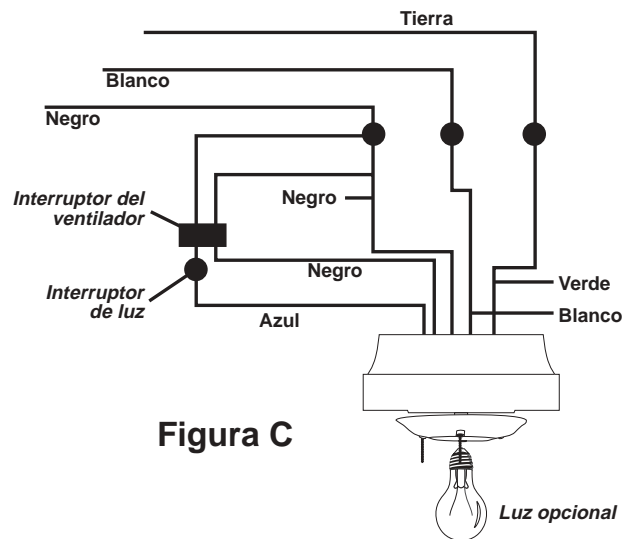 Tierra
Blanco
Negro
Interruptor del
ventilador
Negro
Interruptor
de luz
Negro
Verde
Azul
Blanco
Figura C
Luz opcional